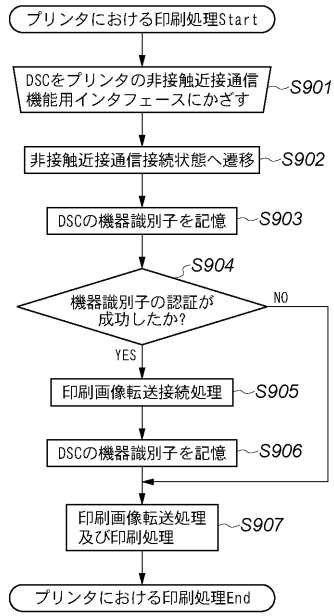 プリンタにおける印刷処理Start
DSCをプリンタの非接触近接通信
機能用インタフェースにかざす
S901
非接触近接通信接続状態へ遷移
S902
DSCの機器識別子を記憶
S903
S904
機器識別子の認証が
成功したか?
NO
YES
印刷画像転送接続処理
S905
DSCの機器識別子を記憶
S906
印刷画像転送処理
及び印刷処理
S907
プリンタにおける印刷処理End